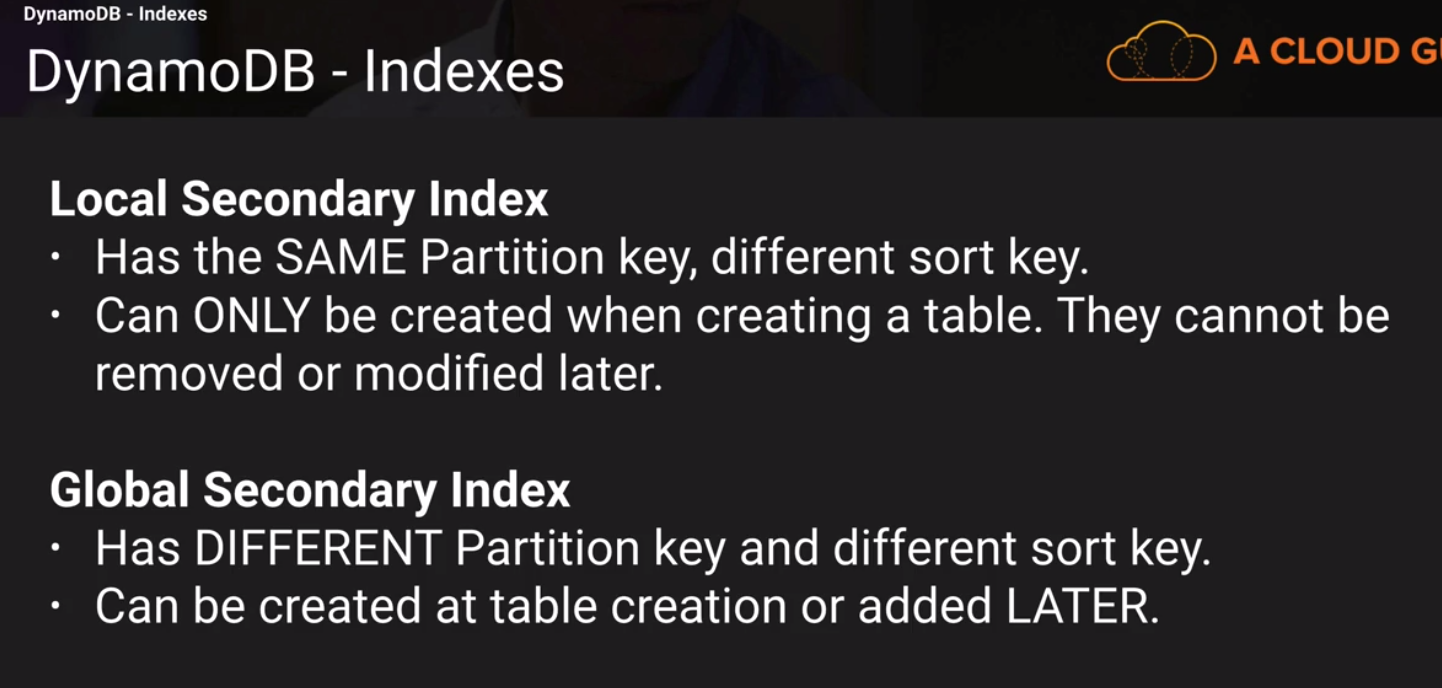 DynamoDB - Indexes
DynamoDB - Indexes
A CLOUD G
Local Secondary Index
• Has the SAME Partition key, different sort key.
• Can ONLY be created when creating a table. They cannot be
removed or modified later.
Global Secondary Index
• Has DIFFERENT Partition key and different sort key.
• Can be created at table creation or added LATER.